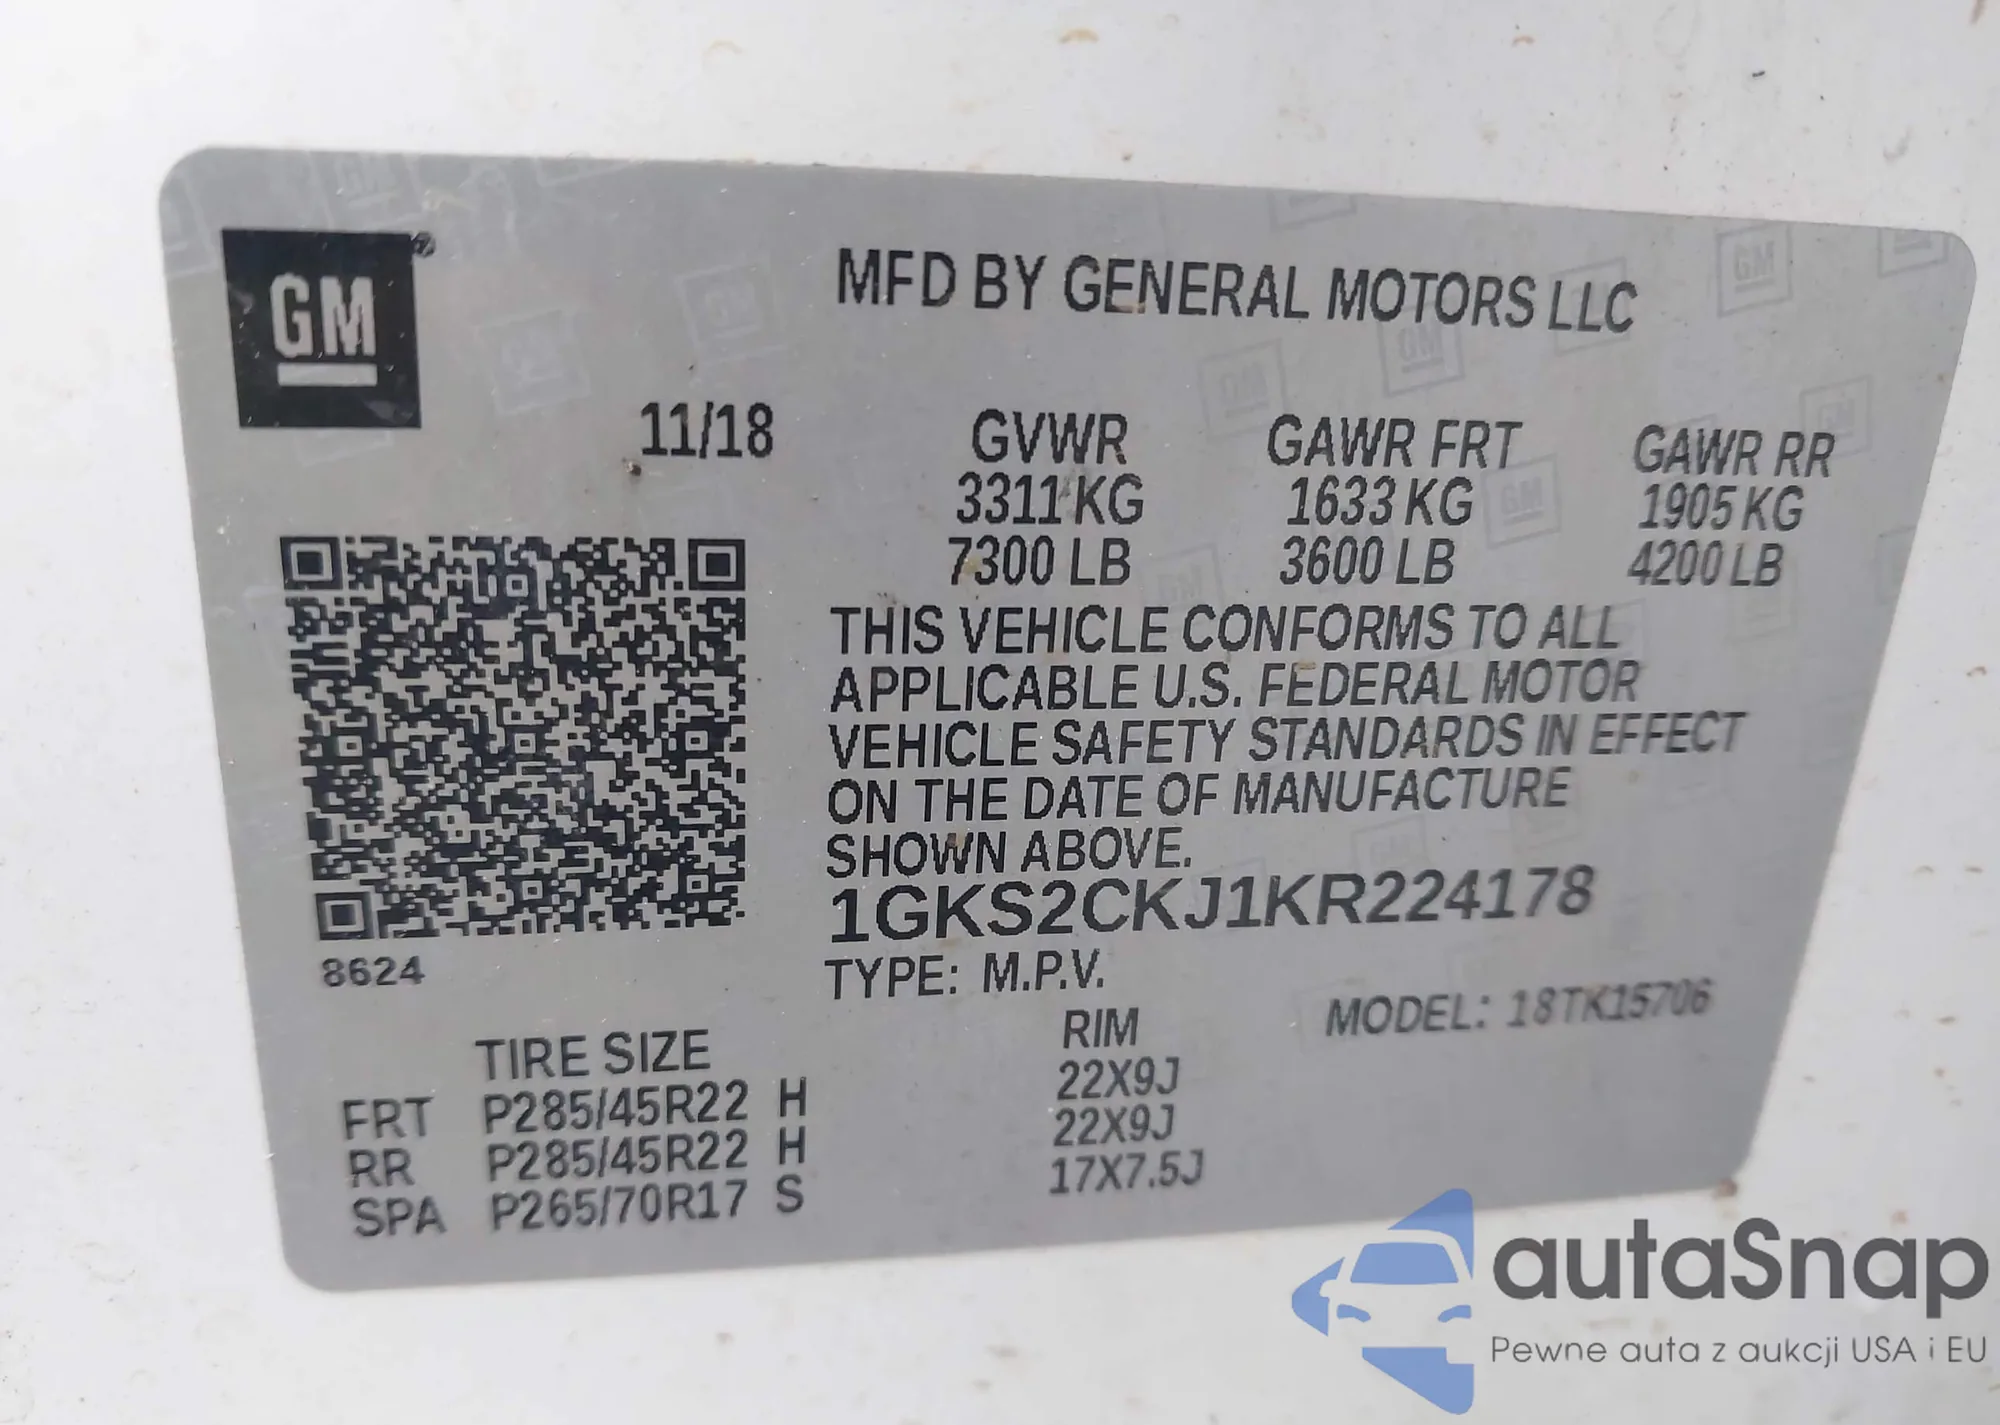 GM
MFD BY GENERAL MOTORS LLC
11/18
GVWR GAWR FRT GAWR RR
3311 KG 1633 KG 1905 KG
7300 LB 3600 LB 4200 LB
THIS VEHICLE CONFORMS TO ALL
APPLICABLE U.S. FEDERAL MOTOR
VEHICLE SAFETY STANDARDS IN EFFECT
ON THE DATE OF MANUFACTURE
SHOWN ABOVE.
1GKS2CKJ1KR224178
8624
TYPE: M.P.V. MODEL: 18TK15706
TIRE SIZE RIM
FRT P285/45R22 H 22X9J
RR P285/45R22 H 22X9J
SPA P265/70R17 S 17X7.5J
autaSnap
Pewne auta z aukcji USA i EU